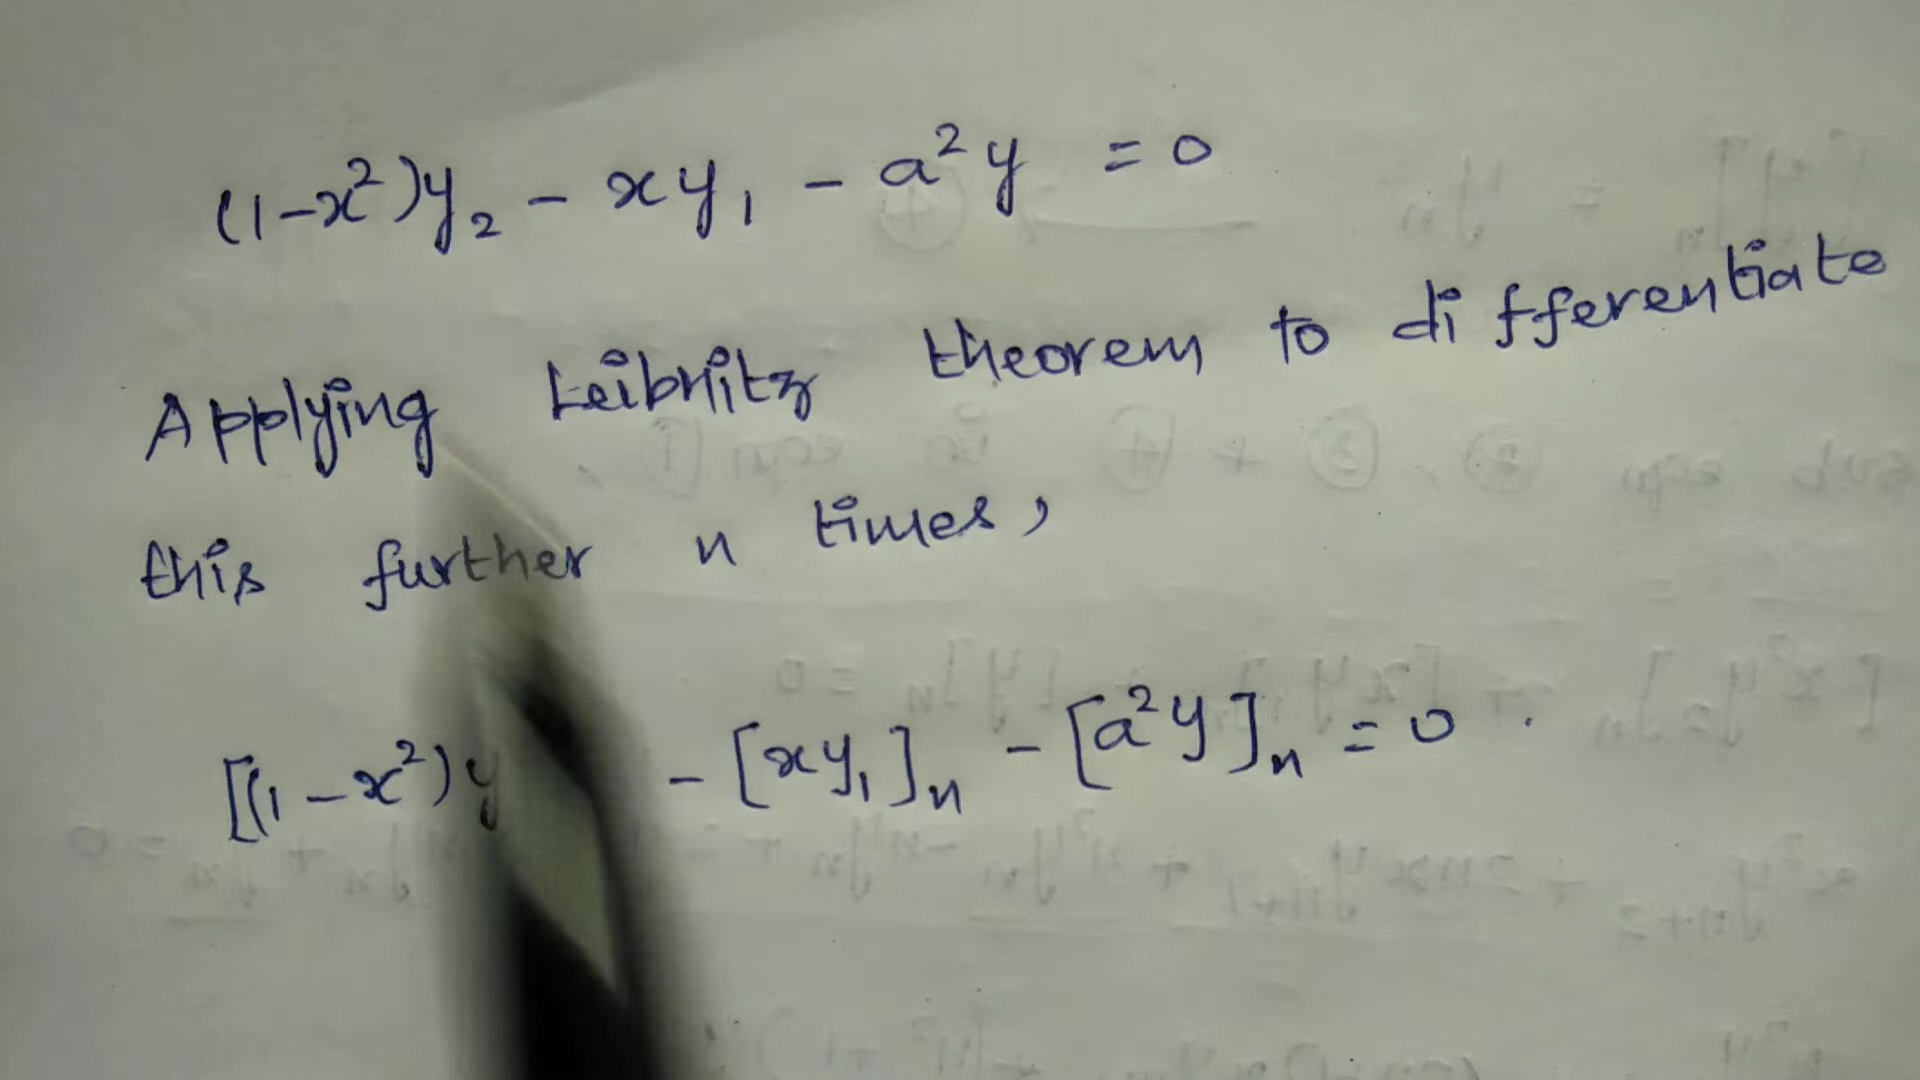 (1-x²)y₂ - xy₁ - a²y = 0
Applying Leibnitz theorem to differentiate
this further n times,
[(1-x²)y - [xy₁]ₙ - [a²y]ₙ = 0.